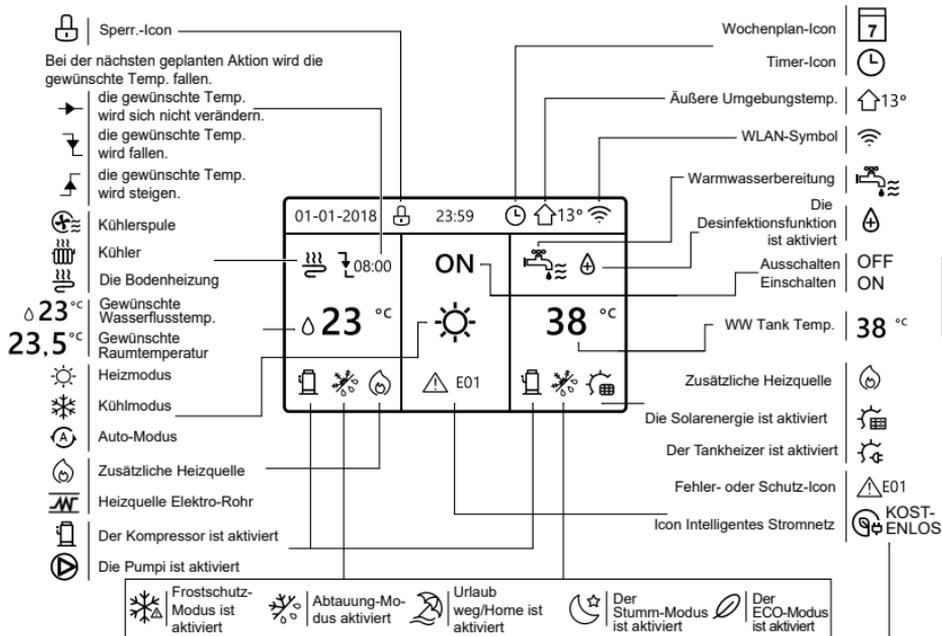 Sperr.-Icon
Bei der nächsten geplanten Aktion wird die
gewünschte Temp. fallen.
die gewünschte Temp.
wird sich nicht verändern.
die gewünschte Temp.
wird fallen.
die gewünschte Temp.
wird steigen.
Kühlerspule
Kühler
Die Bodenheizung
23 °C
Gewünschte
Wasserflusstemp.
23,5 °C
Gewünschte
Raumtemperatur
Heizmodus
Kühlmodus
A
Auto-Modus
Zusätzliche Heizquelle
Heizquelle Elektro-Rohr
Der Kompressor ist aktiviert
Die Pumpi ist aktiviert
01-01-2018 23:59 13°
08:00
23 °C
ON
E01
38 °C
Wochenplan-Icon
7
Timer-Icon
Äußere Umgebungstemp.
13°
WLAN-Symbol
Warmwasserbereitung
Die
Desinfektionsfunktion
ist aktiviert
Ausschalten OFF
Einschalten ON
WW Tank Temp. 38 °C
Zusätzliche Heizquelle
Die Solarenergie ist aktiviert
Der Tankheizer ist aktiviert
Fehler- oder Schutz-Icon
E01
Icon Intelligentes Stromnetz
KOST-
ENLOS
Frostschutz-
Modus ist
aktiviert
Abtauung-Mo-
dus aktiviert
Urlaub
weg/Home ist
aktiviert
Der
Stumm-Modus
ist aktiviert
Der
ECO-Modus
ist aktiviert